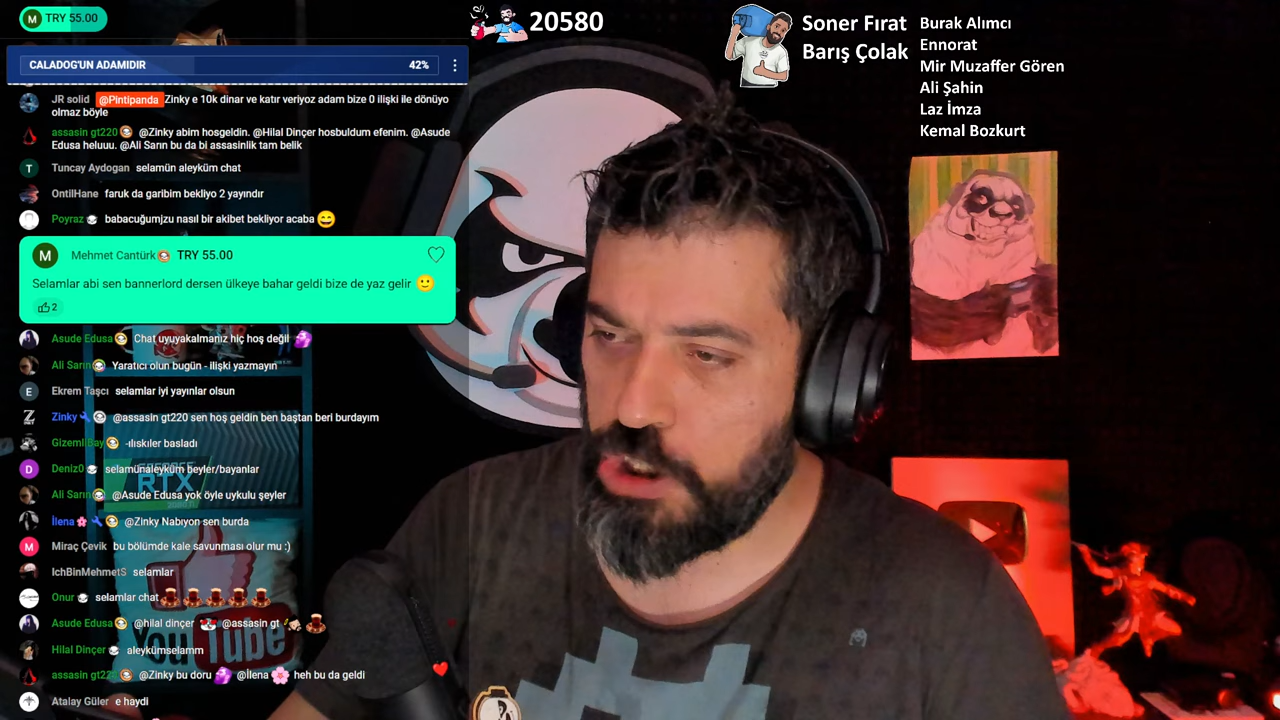 TRY 55.00
20580
Soner Fırat
Barış Çolak
Burak Alımcı
Ennorat
Mir Muzaffer Gören
Ali Şahin
Laz İmza
Kemal Bozkurt
CALADOG'UN ADAMIDIR 42%
JR solid @Pintipanda Zinky e 10k dinar ve katır veriyoz adam bize 0 ilişki ile dönüyo
olmaz böyle
assasin gt220 @Zinky abim hosgeldin. @Hilal Dinçer hosbuldum efenim. @Asude
Edusa heluuu. @Ali Sarın bu da bi assasinlik tam belik
T Tuncay Aydogan selamün aleyküm chat
OntilHane faruk da garibim bekliyo 2 yayındır
Poyraz babacuğumjzu nasıl bir akibet bekliyor acaba 😄
M Mehmet Cantürk TRY 55.00
Selamlar abi sen bannerlord dersen ülkeye bahar geldi bize de yaz gelir 🙂
2
Asude Edusa Chat uyuyakalmanız hiç hoş değil
Ali Sarın Yaratıcı olun bugün - ilişki yazmayın
E Ekrem Taşcı selamlar iyi yayınlar olsun
Zinky @assasin gt220 sen hoş geldin ben baştan beri burdayım
Gizemli Bay -ılıskıler basladı
D Deniz0 selamünaleyküm beyler/bayanlar
Ali Sarın @Asude Edusa yok öyle uykulu şeyler
RTX
İlena🌸 @Zinky Nabıyon sen burda
M Miraç Çevik bu bölümde kale savunması olur mu :)
IchBinMehmetS selamlar
Onur selamlar chat
Asude Edusa @hilal dinçer @assasin gt
Hilal Dinçer aleykümselamm
You Tube
assasin gt22 @Zinky bu doru @İlena🌸 heh bu da geldi
Atalay Güler e haydi